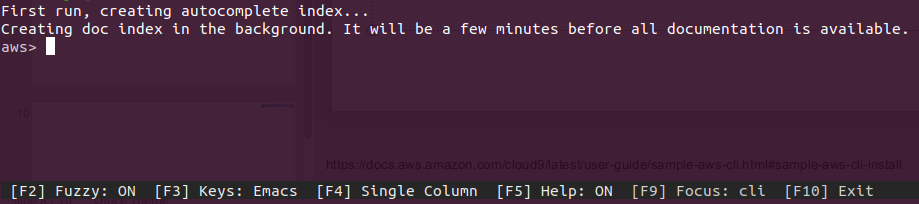 First run, creating autocomplete index...
Creating doc index in the background. It will be a few minutes before all documentation is available.
aws>
10
https://docs.aws.amazon.com/cloud9/latest/user-guide/sample-aws-cli.html#sample-aws-cli-install
[F2] Fuzzy: ON [F3] Keys: Emacs [F4] Single Column [F5] Help: ON [F9] Focus: cli [F10] Exit